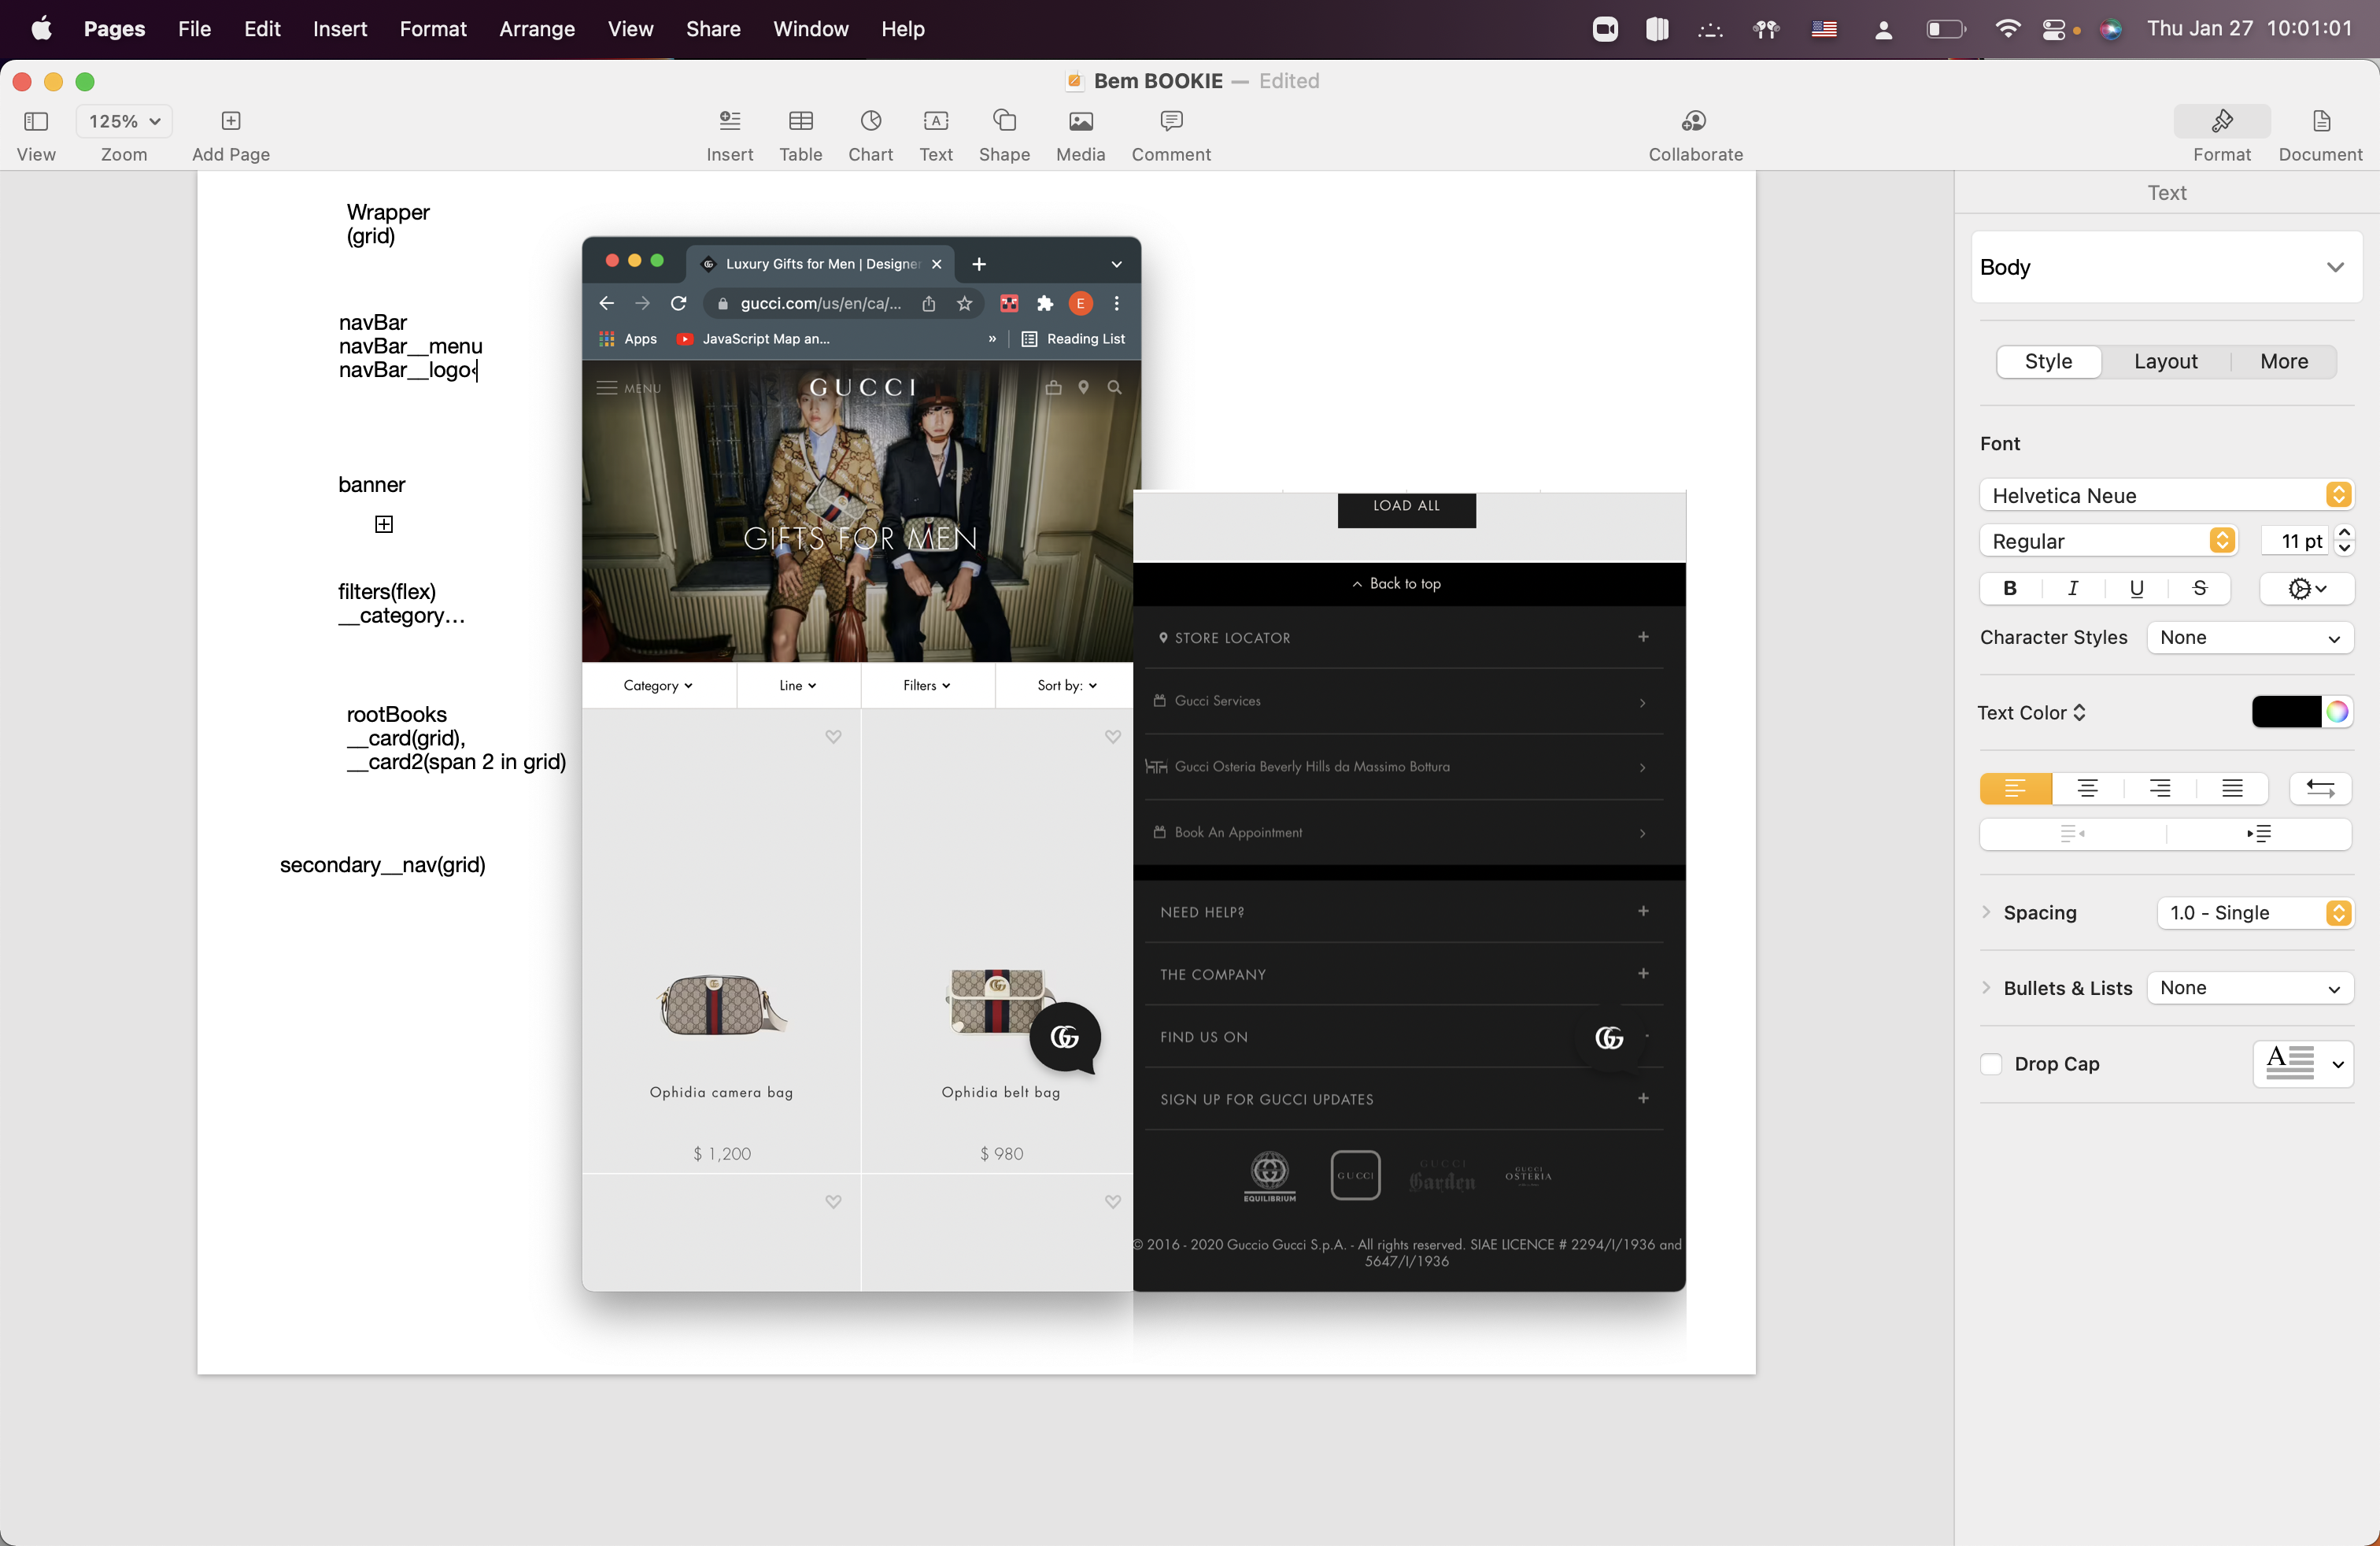 Pages File Edit Insert Format Arrange View Share Window Help
Thu Jan 27 10:01:01
Bem BOOKIE — Edited
125%
View Zoom Add Page
Insert Table Chart Text Shape Media Comment
Collaborate
Format Document
Wrapper
(grid)
navBar
navBar__menu
navBar__logo
banner
filters(flex)
__category...
rootBooks
__card(grid),
__card2(span 2 in grid)
secondary__nav(grid)
Luxury Gifts for Men | Designer
gucci.com/us/en/ca/...
E
Apps JavaScript Map an... » Reading List
MENU GUCCI
GIFTS FOR MEN
Category Line Filters Sort by:
Ophidia camera bag
$ 1,200
Ophidia belt bag
$ 980
LOAD ALL
Back to top
STORE LOCATOR
Gucci Services
Gucci Osteria Beverly Hills da Massimo Bottura
Book An Appointment
NEED HELP?
THE COMPANY
FIND US ON
SIGN UP FOR GUCCI UPDATES
EQUILIBRIUM
GUCCI
GUCCI
Garden
GUCCI
OSTERIA
© 2016 - 2020 Guccio Gucci S.p.A. - All rights reserved. SIAE LICENCE # 2294/I/1936 and
5647/I/1936
Text
Body
Style Layout More
Font
Helvetica Neue
Regular 11 pt
B I U S
Character Styles None
Text Color
Spacing 1.0 - Single
Bullets & Lists None
Drop Cap
A